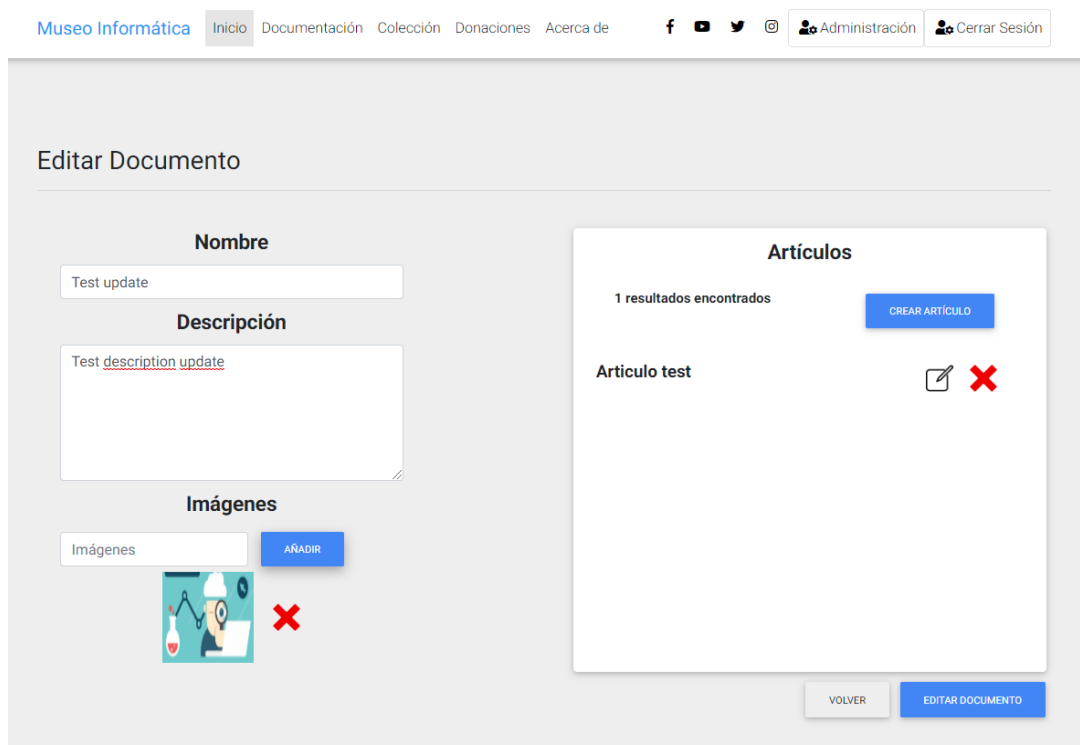 Museo Informática Inicio Documentación Colección Donaciones Acerca de Administración Cerrar Sesión
Editar Documento
Nombre
Test update
Descripción
Test description update
Imágenes
Imágenes AÑADIR
Artículos
1 resultados encontrados CREAR ARTÍCULO
Articulo test
VOLVER EDITAR DOCUMENTO